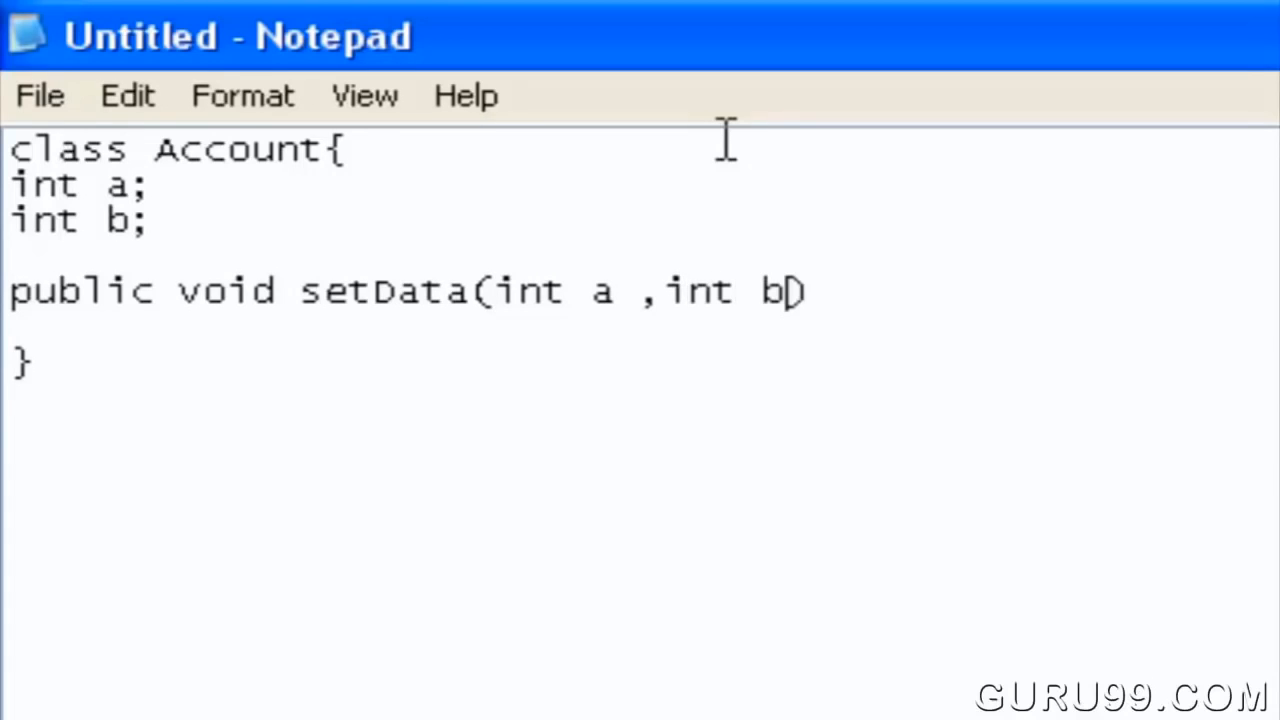 Untitled - Notepad
File Edit Format View Help
class Account{
int a;
int b;
public void setData(int a ,int b)
}
GURU99.COM